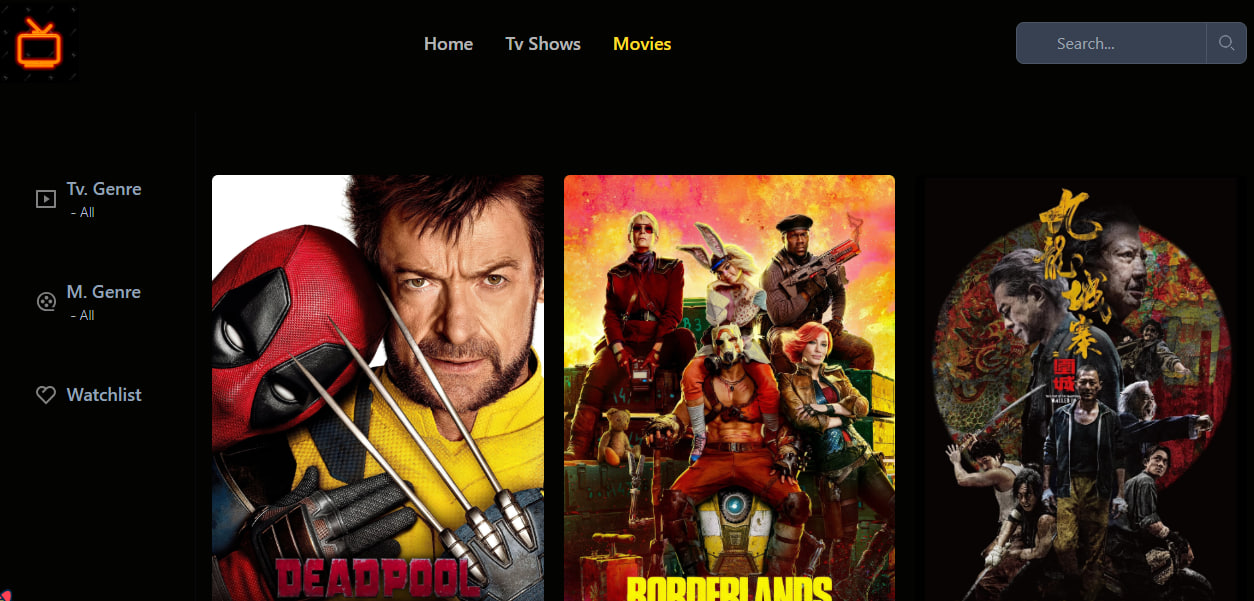 Home Tv Shows Movies
Search...
Tv. Genre
- All
M. Genre
- All
Watchlist
DEADPOOL
B3
BORDERLANDS
九
龍
城
寨
圍
城